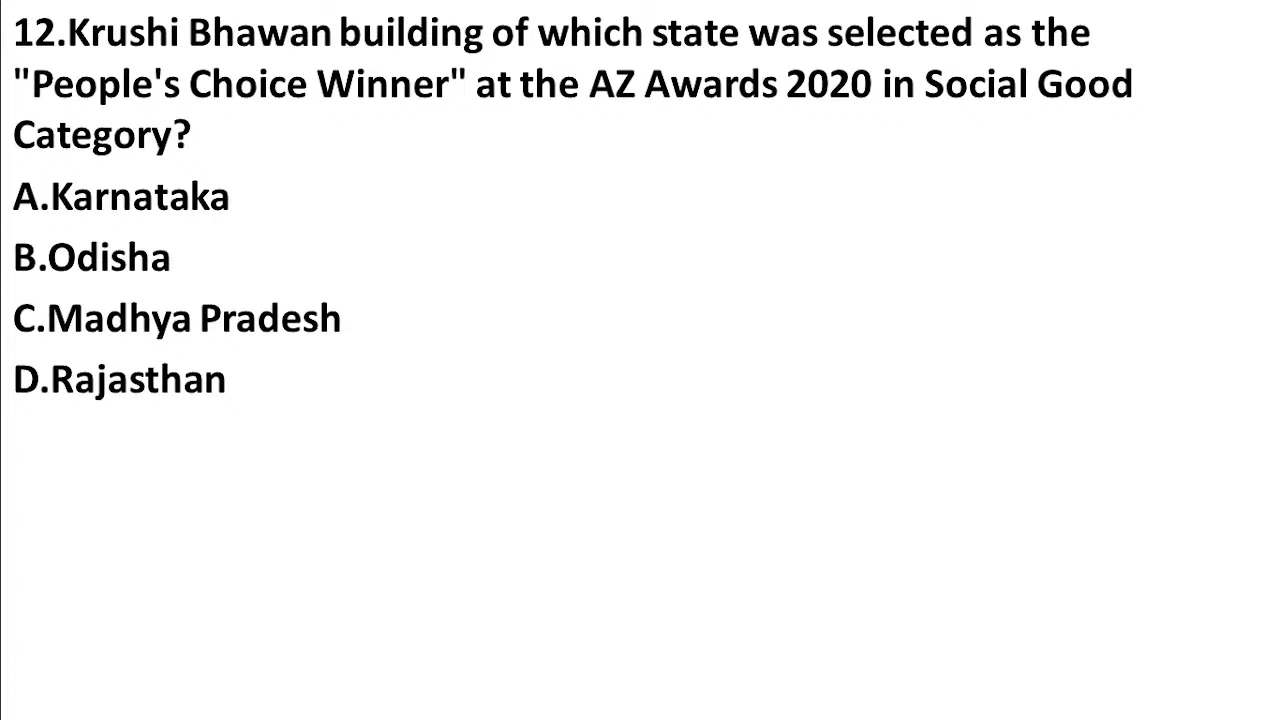 12.Krushi Bhawan building of which state was selected as the
"People's Choice Winner" at the AZ Awards 2020 in Social Good
Category?
A.Karnataka
B.Odisha
C.Madhya Pradesh
D.Rajasthan